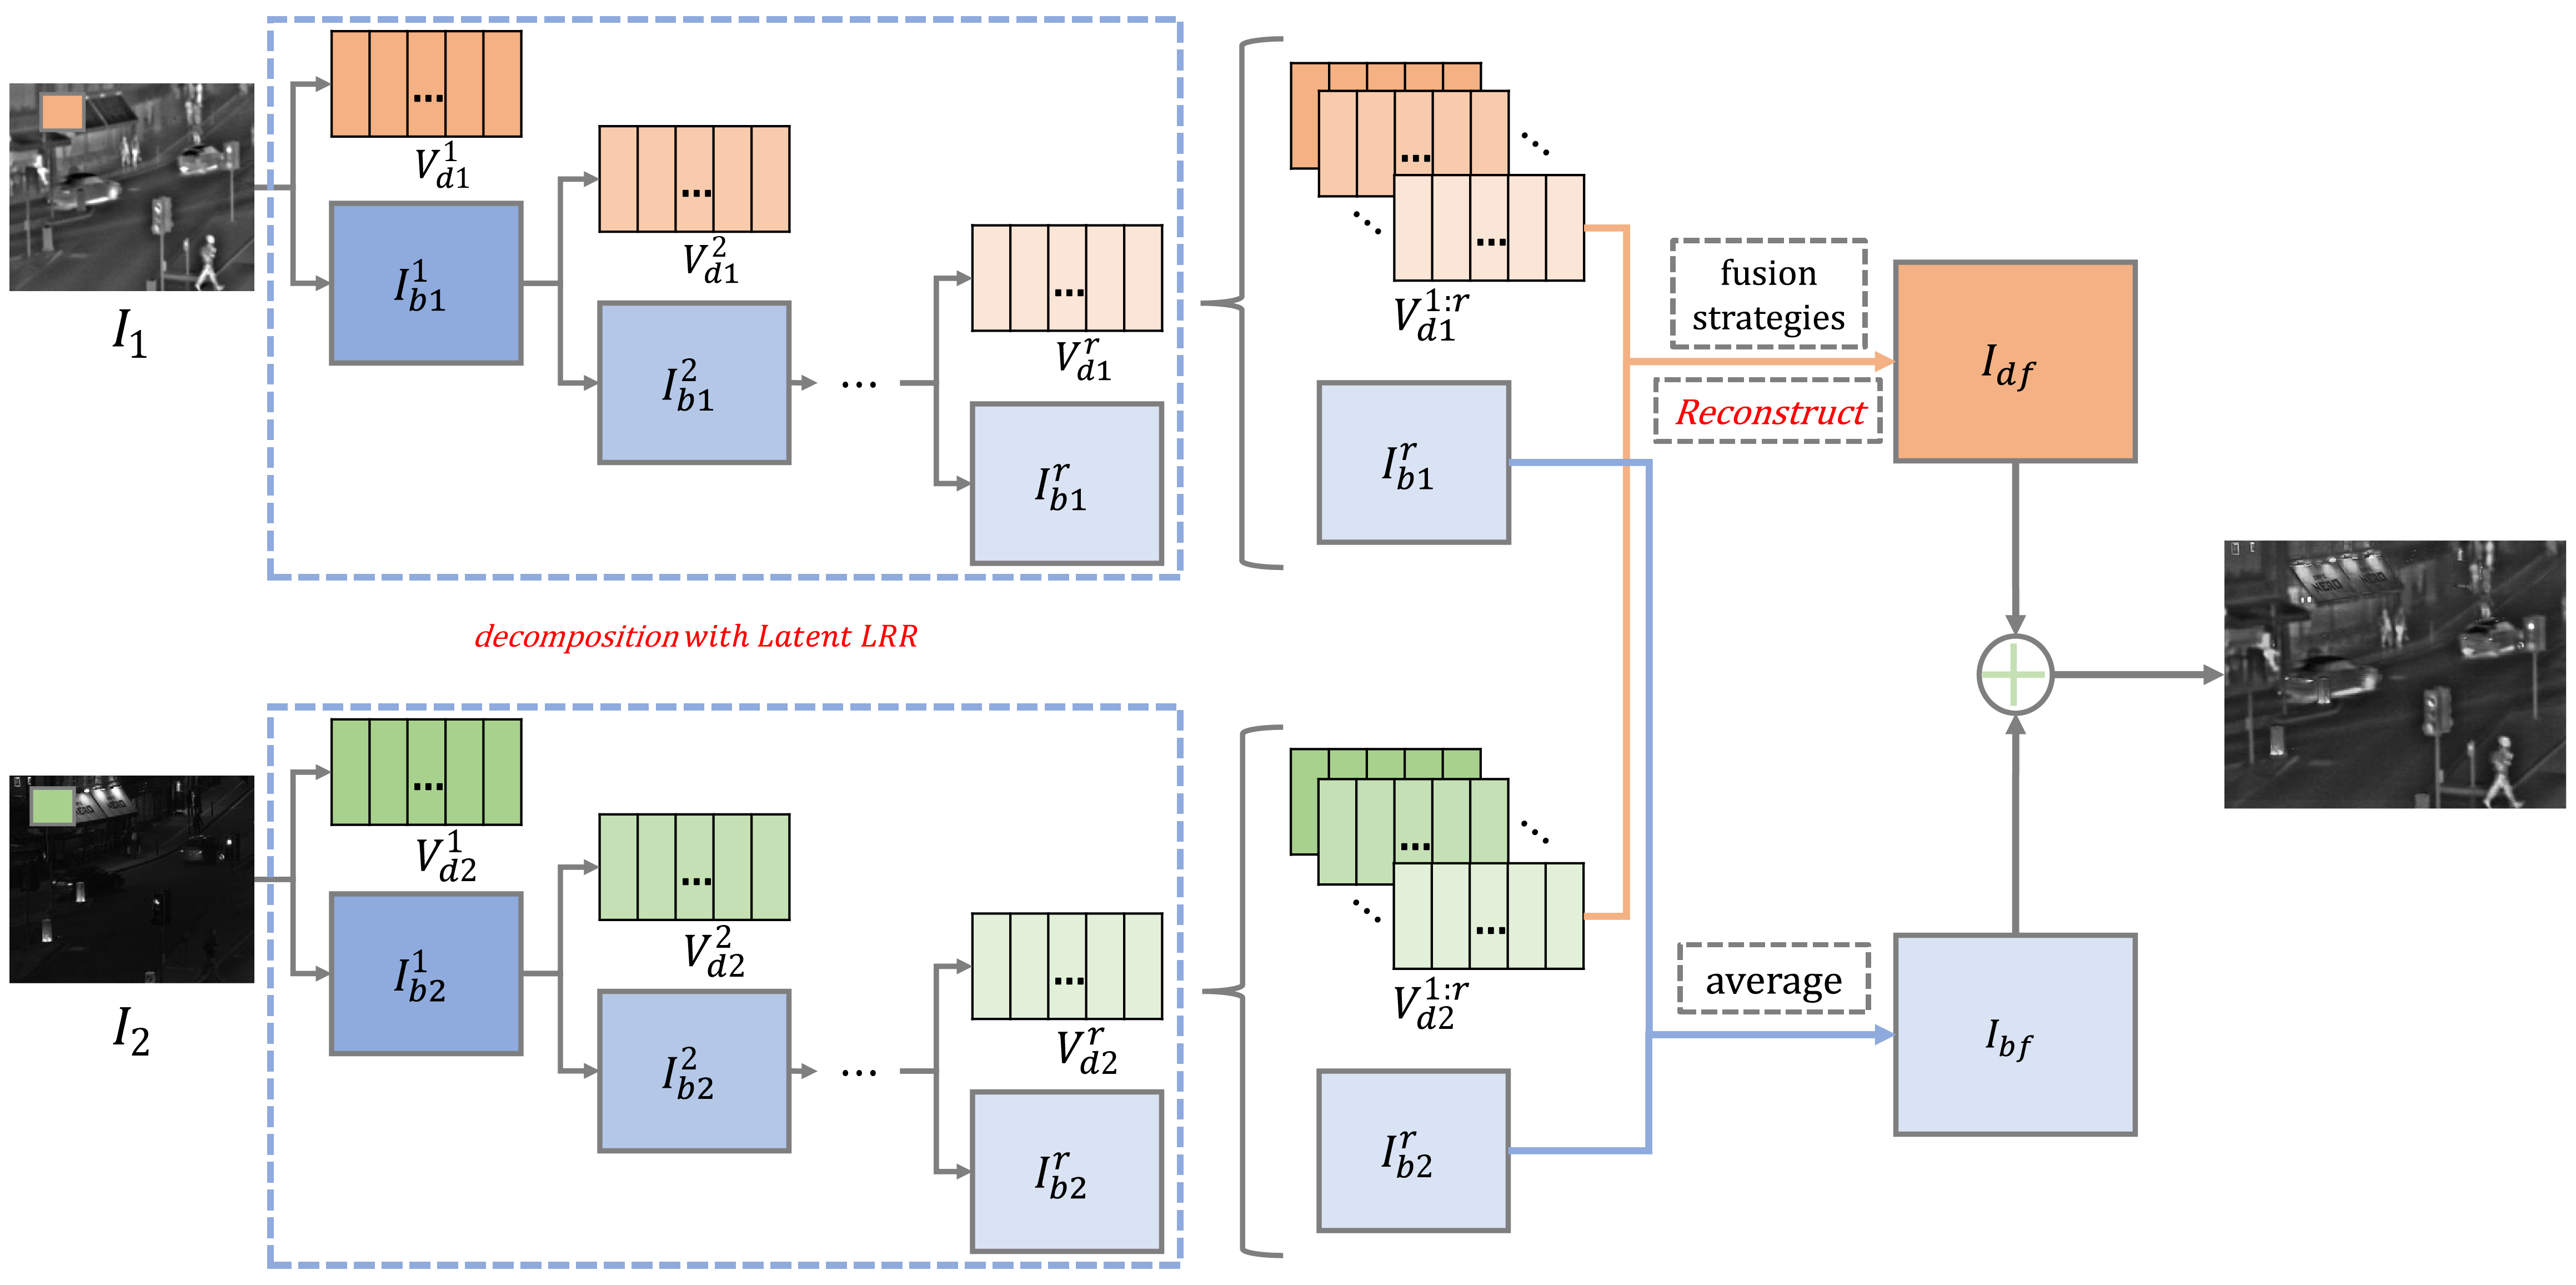 I_1
...
V_{d1}^1
I_{b1}^1
...
V_{d1}^2
I_{b1}^2
...
...
V_{d1}^r
I_{b1}^r
...
...
V_{d1}^{1:r}
I_{b1}^r
fusion
strategies
Reconstruct
I_{df}
decomposition with Latent LRR
I_2
...
V_{d2}^1
I_{b2}^1
...
V_{d2}^2
I_{b2}^2
...
...
V_{d2}^r
I_{b2}^r
...
...
V_{d2}^{1:r}
I_{b2}^r
average
I_{bf}
NERO